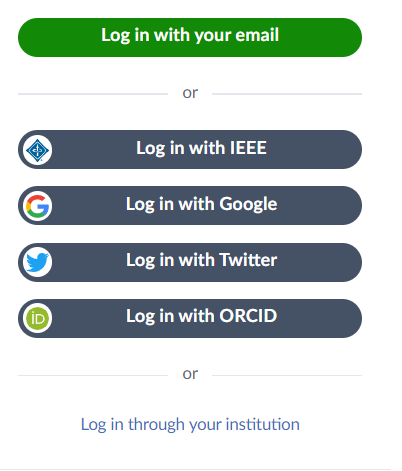 Log in with your email
or
Log in with IEEE
Log in with Google
Log in with Twitter
iD Log in with ORCID
or
Log in through your institution